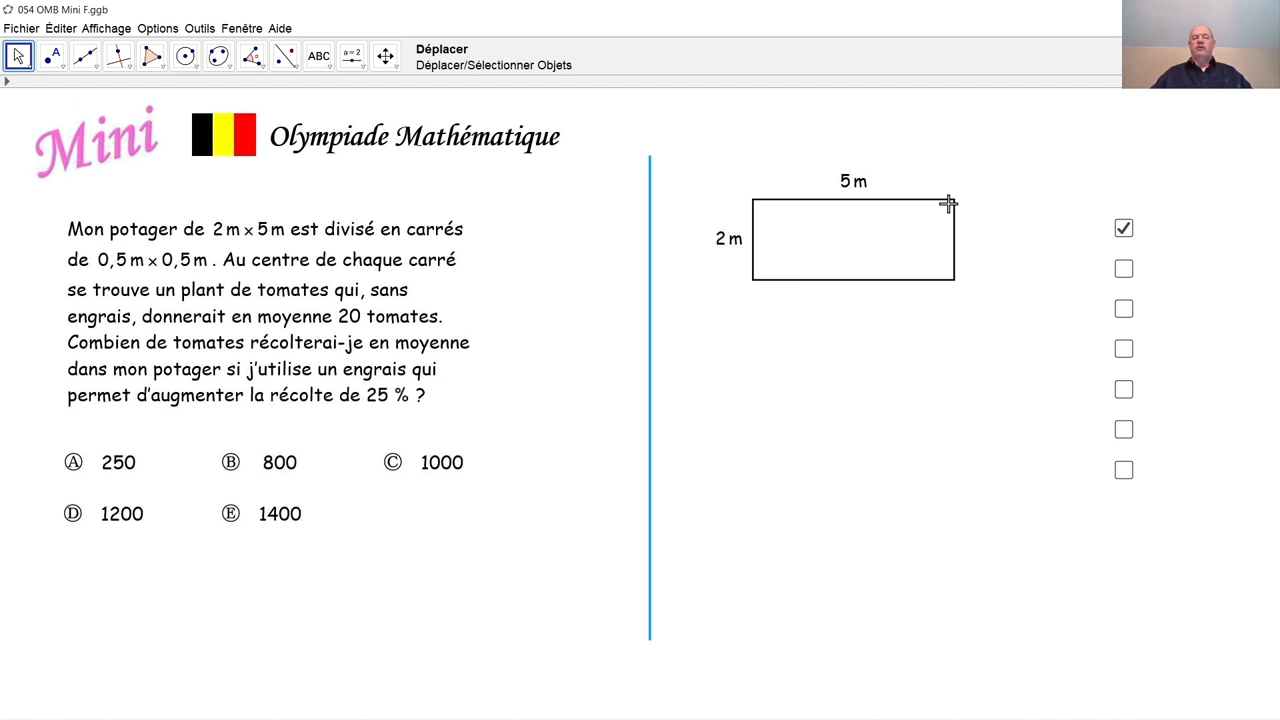 054 OMB Mini F.ggb
Fichier Éditer Affichage Options Outils Fenêtre Aide
A
ABC
a=2
Déplacer
Déplacer/Sélectionner Objets
Mini
Olympiade Mathématique
Mon potager de 2 m × 5 m est divisé en carrés
de 0,5 m × 0,5 m . Au centre de chaque carré
se trouve un plant de tomates qui, sans
engrais, donnerait en moyenne 20 tomates.
Combien de tomates récolterai-je en moyenne
dans mon potager si j'utilise un engrais qui
permet d'augmenter la récolte de 25 % ?
Ⓐ 250 Ⓑ 800 Ⓒ 1000
Ⓓ 1200 Ⓔ 1400
5 m
2 m